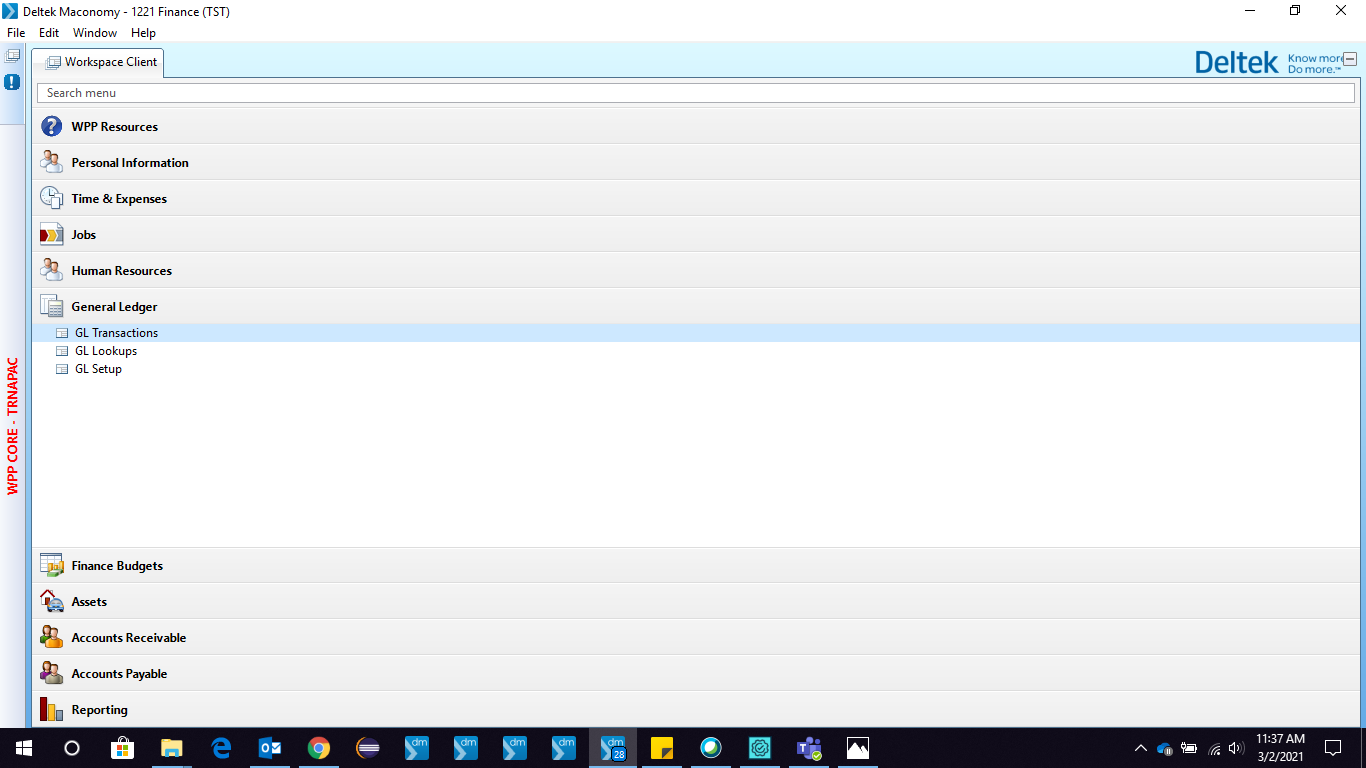 Deltek Maconomy - 1221 Finance (TST)
File Edit Window Help
Workspace Client
Deltek Know more
Do more.™
Search menu
WPP Resources
Personal Information
Time & Expenses
Jobs
Human Resources
General Ledger
GL Transactions
GL Lookups
GL Setup
WPP CORE - TRNAPAC
Finance Budgets
Assets
Accounts Receivable
Accounts Payable
Reporting
dm dm dm dm dm 28
11:37 AM
3/2/2021